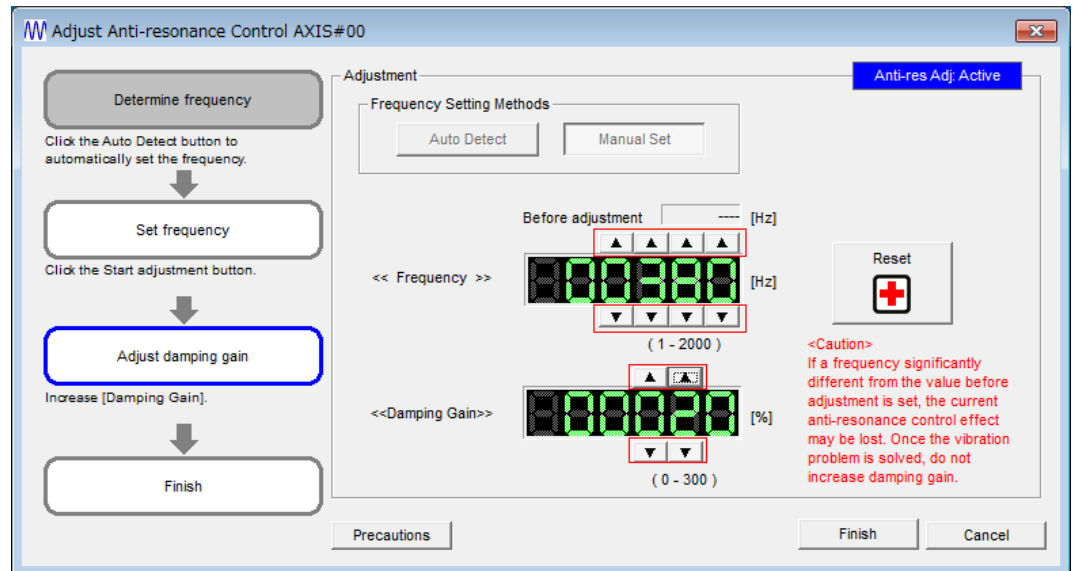 Adjust Anti-resonance Control AXIS#00
Determine frequency
Click the Auto Detect button to
automatically set the frequency.
Set frequency
Click the Start adjustment button.
Adjust damping gain
Increase [Damping Gain].
Finish
Adjustment
Anti-res Adj: Active
Frequency Setting Methods
Auto Detect
Manual Set
Before adjustment ---- [Hz]
<< Frequency >> 00380 [Hz]
( 1 - 2000 )
<<Damping Gain>> 00020 [%]
( 0 - 300 )
Reset
<Caution>
If a frequency significantly
different from the value before
adjustment is set, the current
anti-resonance control effect
may be lost. Once the vibration
problem is solved, do not
increase damping gain.
Precautions
Finish
Cancel